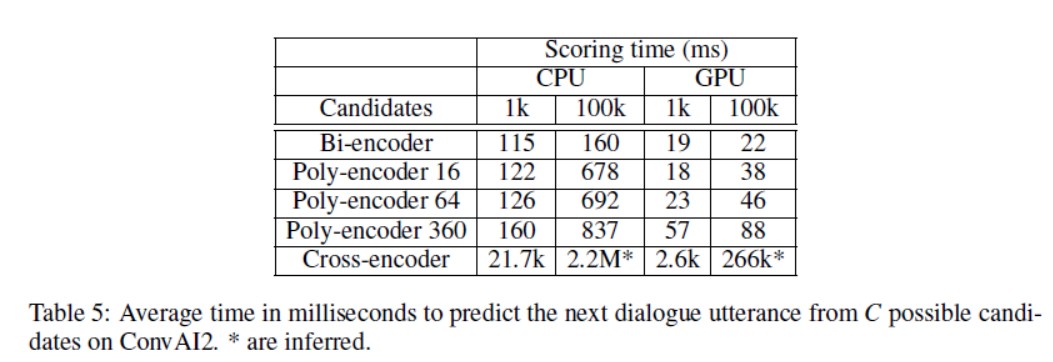 Scoring time (ms)
CPU GPU
Candidates 1k 100k 1k 100k
Bi-encoder 115 160 19 22
Poly-encoder 16 122 678 18 38
Poly-encoder 64 126 692 23 46
Poly-encoder 360 160 837 57 88
Cross-encoder 21.7k 2.2M* 2.6k 266k*
Table 5: Average time in milliseconds to predict the next dialogue utterance from C possible candi-
dates on ConvAI2. * are inferred.